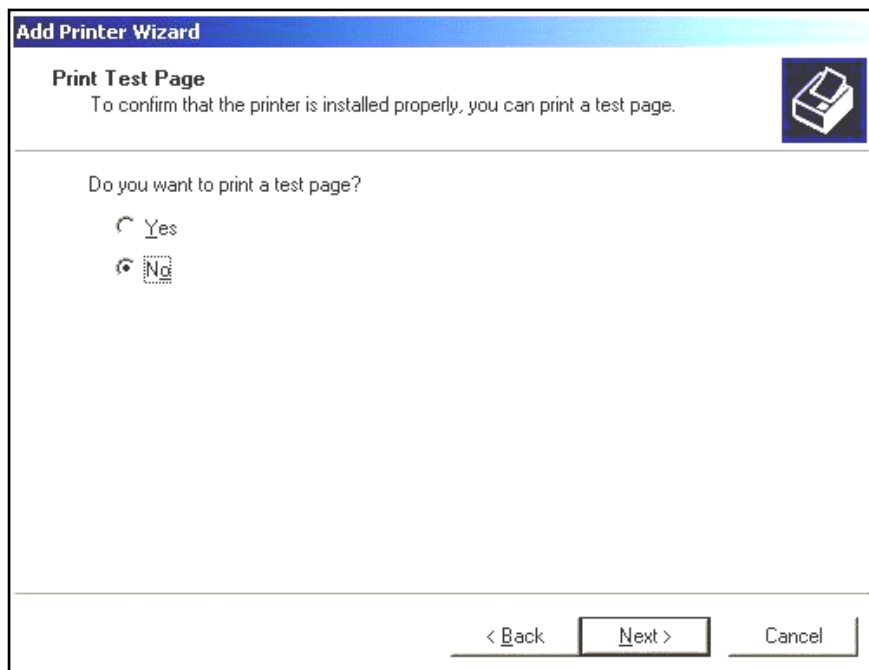 Add Printer Wizard
Print Test Page
To confirm that the printer is installed properly, you can print a test page.
Do you want to print a test page?
Yes
No
< Back Next > Cancel